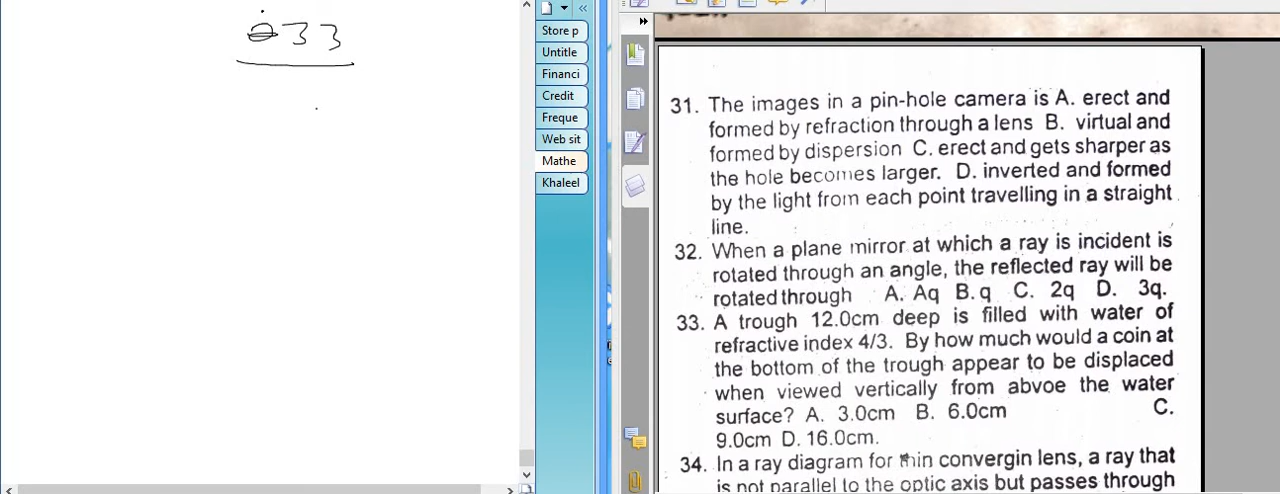 33
Store p
Untitle
Financi
Credit
Freque
Web sit
Mathe
Khaleel
31. The images in a pin-hole camera is A. erect and
formed by refraction through a lens B. virtual and
formed by dispersion C. erect and gets sharper as
the hole becomes larger. D. inverted and formed
by the light from each point travelling in a straight
line.
32. When a plane mirror at which a ray is incident is
rotated through an angle, the reflected ray will be
rotated through A. Aq B. q C. 2q D. 3q.
33. A trough 12.0cm deep is filled with water of
refractive index 4/3. By how much would a coin at
the bottom of the trough appear to be displaced
when viewed vertically from abvoe the water
surface? A. 3.0cm B. 6.0cm C.
9.0cm D. 16.0cm.
34. In a ray diagram for thin convergin lens, a ray that
is not parallel to the optic axis but passes through